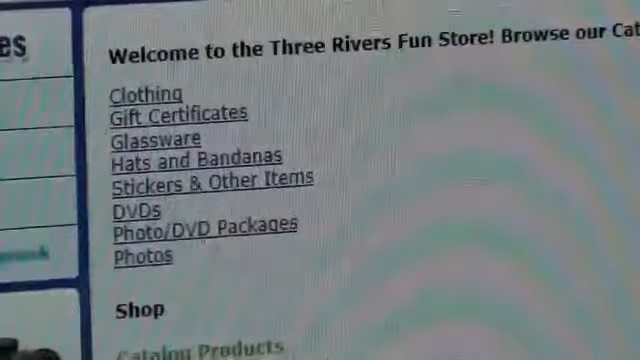 es
Welcome to the Three Rivers Fun Store! Browse our Cat
Clothing
Gift Certificates
Glassware
Hats and Bandanas
Stickers & Other Items
DVDs
Photo/DVD Packages
Photos
Shop
Catalog Products